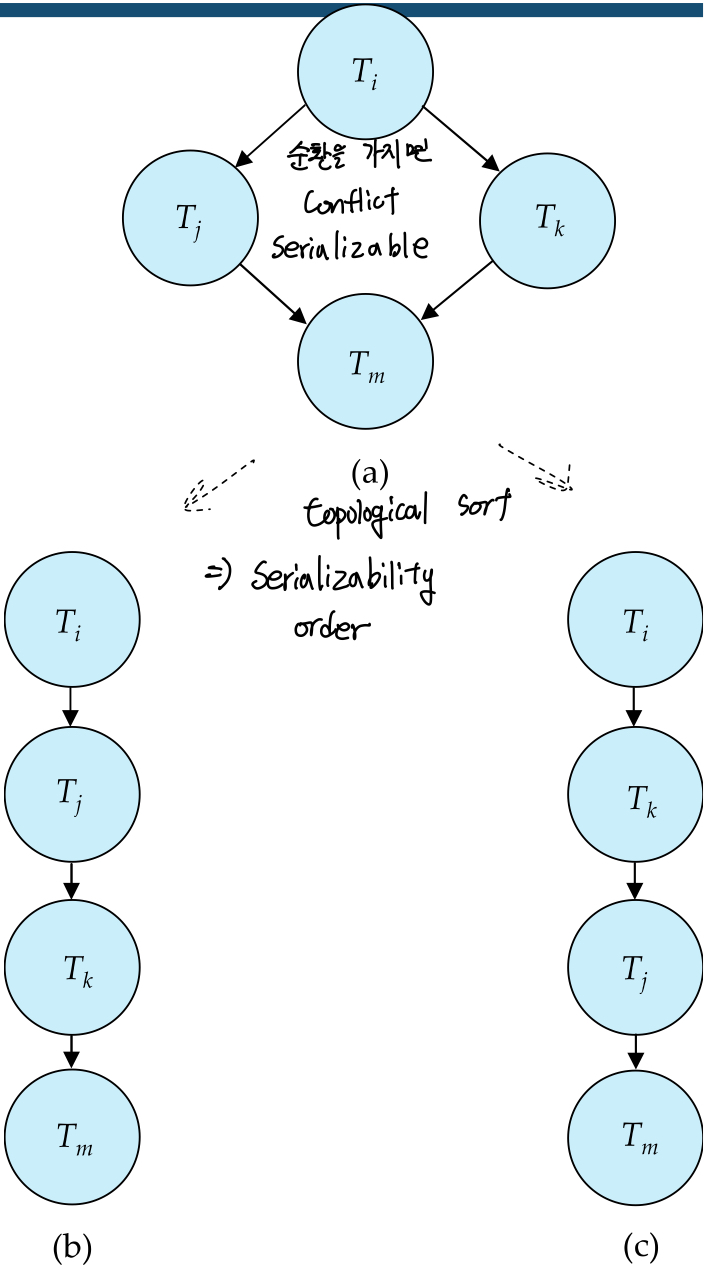 T_i
순환을 가지면
Conflict
T_j
T_k
Serializable
T_m
(a)
topological sort
=) Serializability
order
T_i
T_j
T_k
T_m
(b)
T_i
T_k
T_j
T_m
(c)